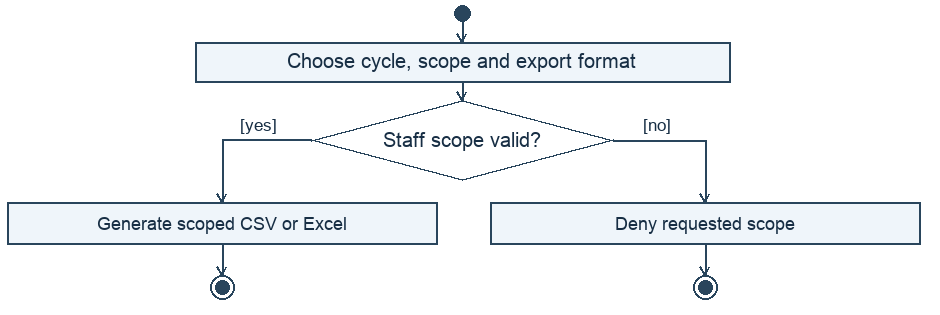 Choose cycle, scope and export format
Staff scope valid?
[yes]
[no]
Generate scoped CSV or Excel
Deny requested scope